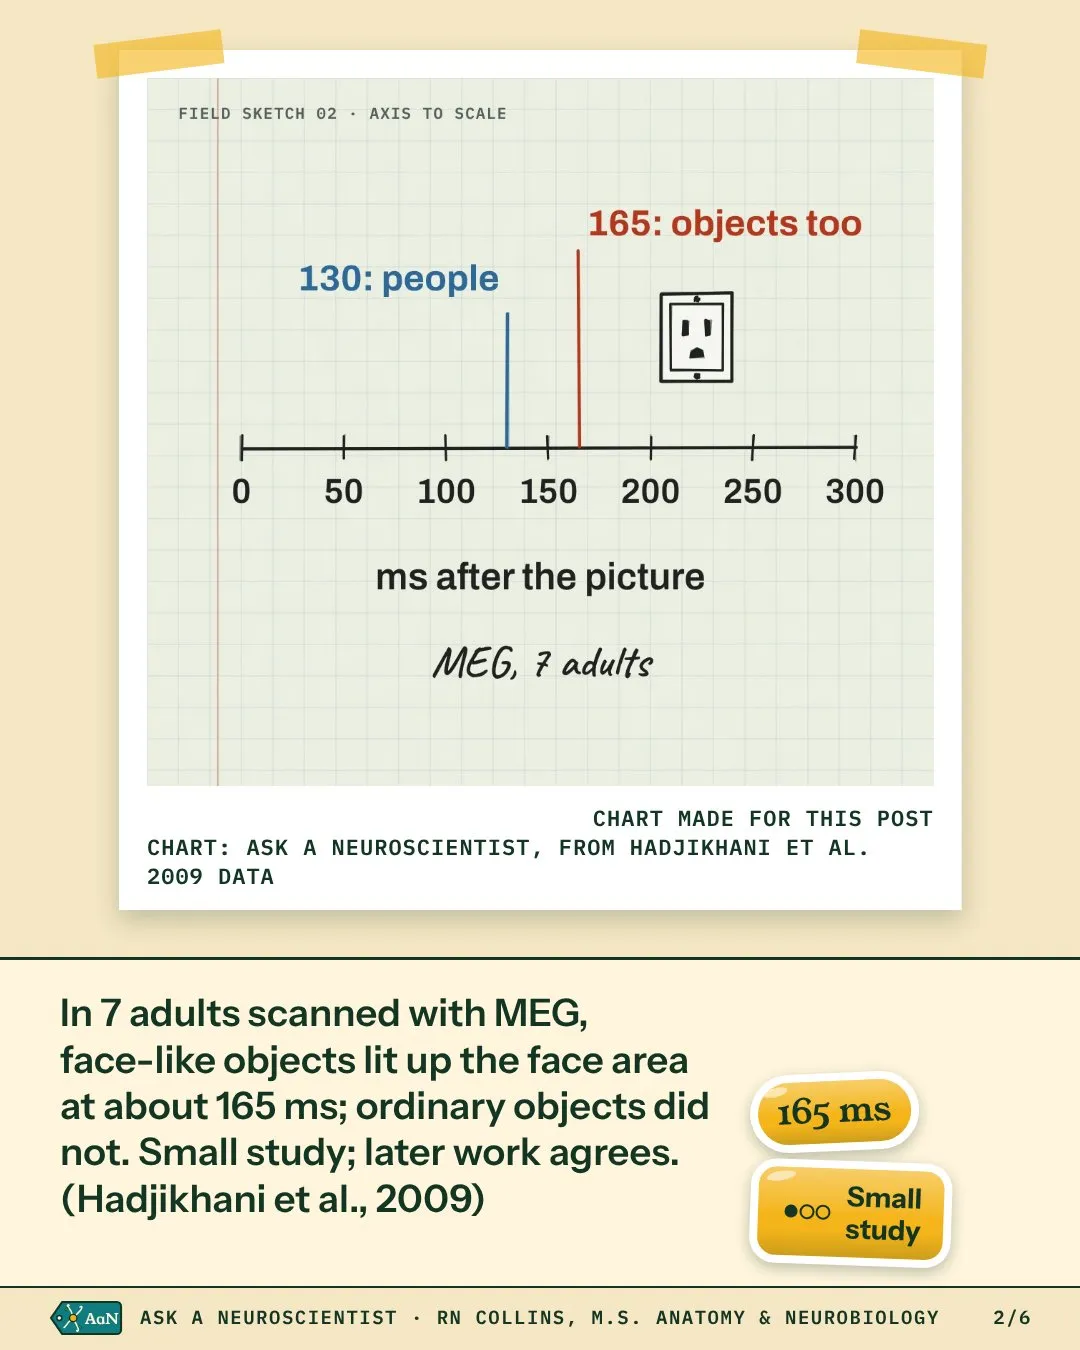 FIELD SKETCH 02 · AXIS TO SCALE
165: objects too
130: people
0 50 100 150 200 250 300
ms after the picture
MEG, 7 adults
CHART MADE FOR THIS POST
CHART: ASK A NEUROSCIENTIST, FROM HADJIKHANI ET AL.
2009 DATA
In 7 adults scanned with MEG,
face-like objects lit up the face area
at about 165 ms; ordinary objects did
not. Small study; later work agrees.
(Hadjikhani et al., 2009)
165 ms
Small
study
AaN
ASK A NEUROSCIENTIST · RN COLLINS, M.S. ANATOMY & NEUROBIOLOGY
2/6